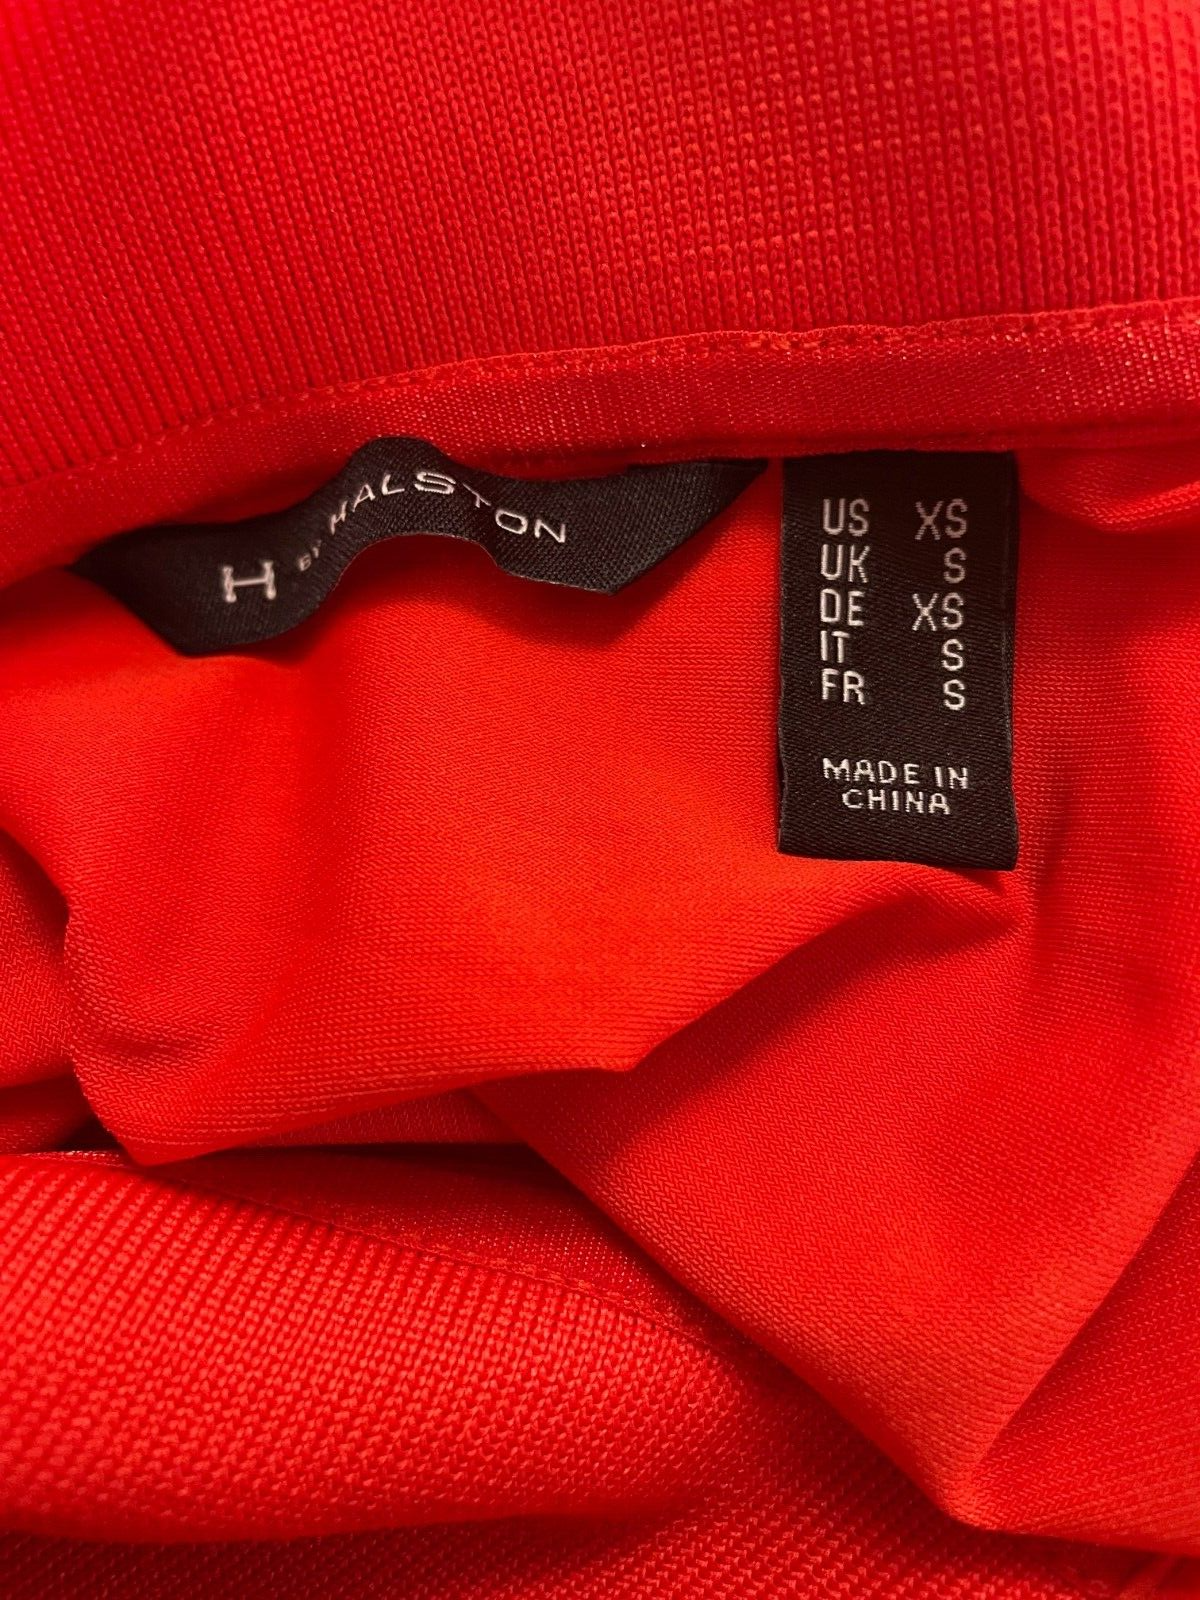 H BY HALSTON
US XS
UK S
DE XS
IT S
FR S
MADE IN
CHINA